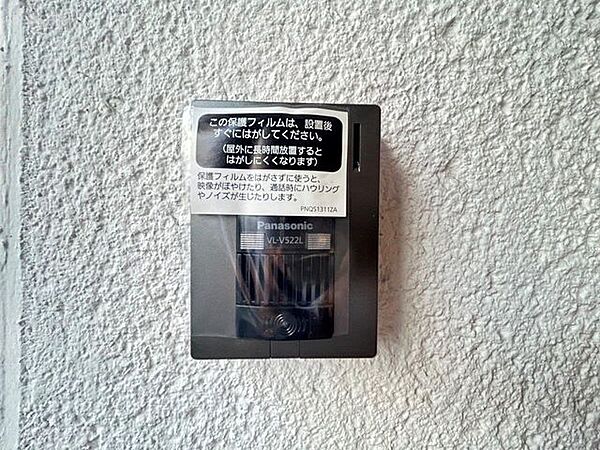 この保護フィルムは、設置後
すぐにはがしてください。
（屋外に長時間放置すると
はがしにくくなります）
保護フィルムをはがさずに使うと、
映像がぼやけたり、通話時にハウリング
やノイズが生じたりします。
PNQS1311ZA
Panasonic
VL-V522L